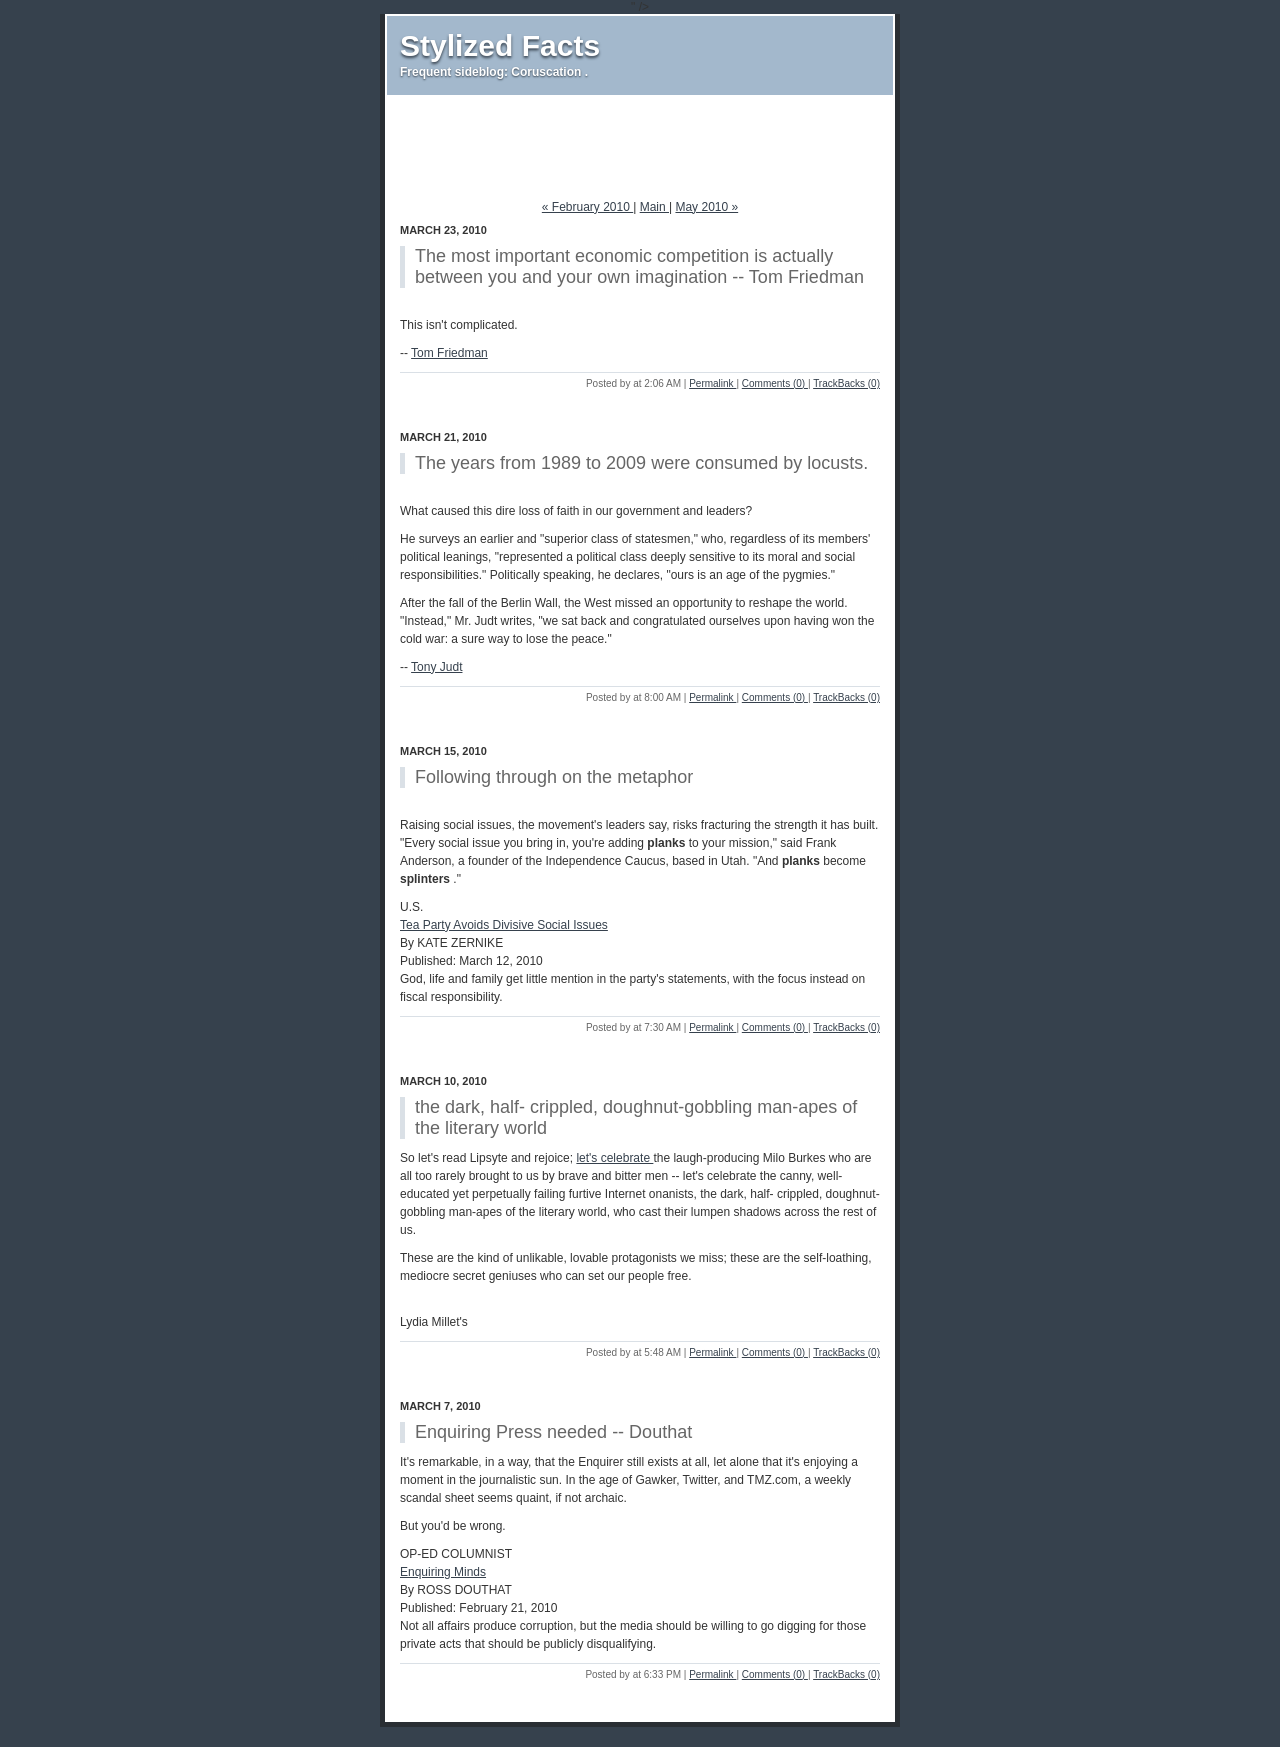 " />
Stylized Facts
Frequent sideblog: Coruscation .
« February 2010 | Main | May 2010 »
MARCH 23, 2010
The most important economic competition is actually
between you and your own imagination -- Tom Friedman
This isn't complicated.
-- Tom Friedman
Posted by at 2:06 AM | Permalink | Comments (0) | TrackBacks (0)
MARCH 21, 2010
The years from 1989 to 2009 were consumed by locusts.
What caused this dire loss of faith in our government and leaders?
He surveys an earlier and "superior class of statesmen," who, regardless of its members'
political leanings, "represented a political class deeply sensitive to its moral and social
responsibilities." Politically speaking, he declares, "ours is an age of the pygmies."
After the fall of the Berlin Wall, the West missed an opportunity to reshape the world.
"Instead," Mr. Judt writes, "we sat back and congratulated ourselves upon having won the
cold war: a sure way to lose the peace."
-- Tony Judt
Posted by at 8:00 AM | Permalink | Comments (0) | TrackBacks (0)
MARCH 15, 2010
Following through on the metaphor
Raising social issues, the movement's leaders say, risks fracturing the strength it has built.
"Every social issue you bring in, you're adding planks to your mission," said Frank
Anderson, a founder of the Independence Caucus, based in Utah. "And planks become
splinters ."
U.S.
Tea Party Avoids Divisive Social Issues
By KATE ZERNIKE
Published: March 12, 2010
God, life and family get little mention in the party's statements, with the focus instead on
fiscal responsibility.
Posted by at 7:30 AM | Permalink | Comments (0) | TrackBacks (0)
MARCH 10, 2010
the dark, half- crippled, doughnut-gobbling man-apes of
the literary world
So let's read Lipsyte and rejoice; let's celebrate the laugh-producing Milo Burkes who are
all too rarely brought to us by brave and bitter men -- let's celebrate the canny, well-
educated yet perpetually failing furtive Internet onanists, the dark, half- crippled, doughnut-
gobbling man-apes of the literary world, who cast their lumpen shadows across the rest of
us.
These are the kind of unlikable, lovable protagonists we miss; these are the self-loathing,
mediocre secret geniuses who can set our people free.
Lydia Millet's
Posted by at 5:48 AM | Permalink | Comments (0) | TrackBacks (0)
MARCH 7, 2010
Enquiring Press needed -- Douthat
It's remarkable, in a way, that the Enquirer still exists at all, let alone that it's enjoying a
moment in the journalistic sun. In the age of Gawker, Twitter, and TMZ.com, a weekly
scandal sheet seems quaint, if not archaic.
But you'd be wrong.
OP-ED COLUMNIST
Enquiring Minds
By ROSS DOUTHAT
Published: February 21, 2010
Not all affairs produce corruption, but the media should be willing to go digging for those
private acts that should be publicly disqualifying.
Posted by at 6:33 PM | Permalink | Comments (0) | TrackBacks (0)